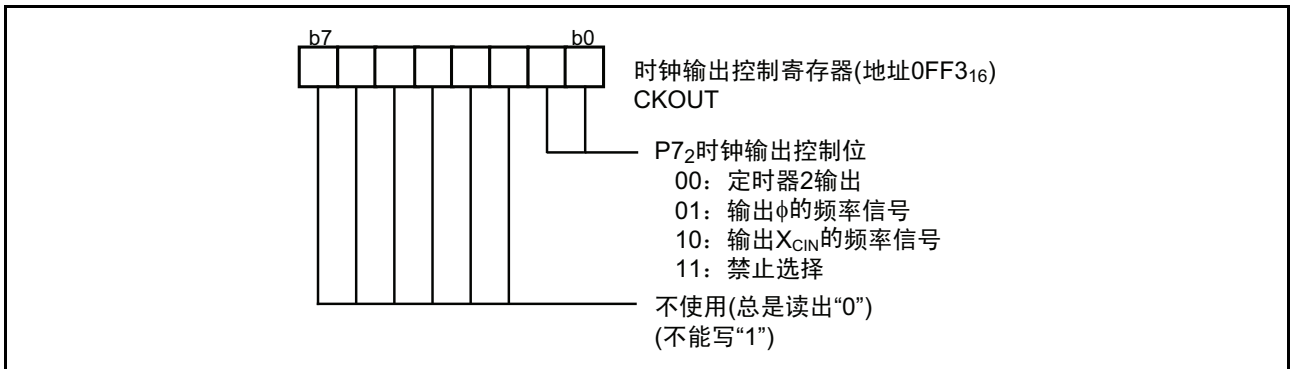 b7 b0
时钟输出控制寄存器(地址0FF3₁₆)
CKOUT
P7₂时钟输出控制位
00：定时器2输出
01：输出ϕ的频率信号
10：输出X_CIN的频率信号
11：禁止选择
不使用(总是读出“0”)
(不能写“1”)